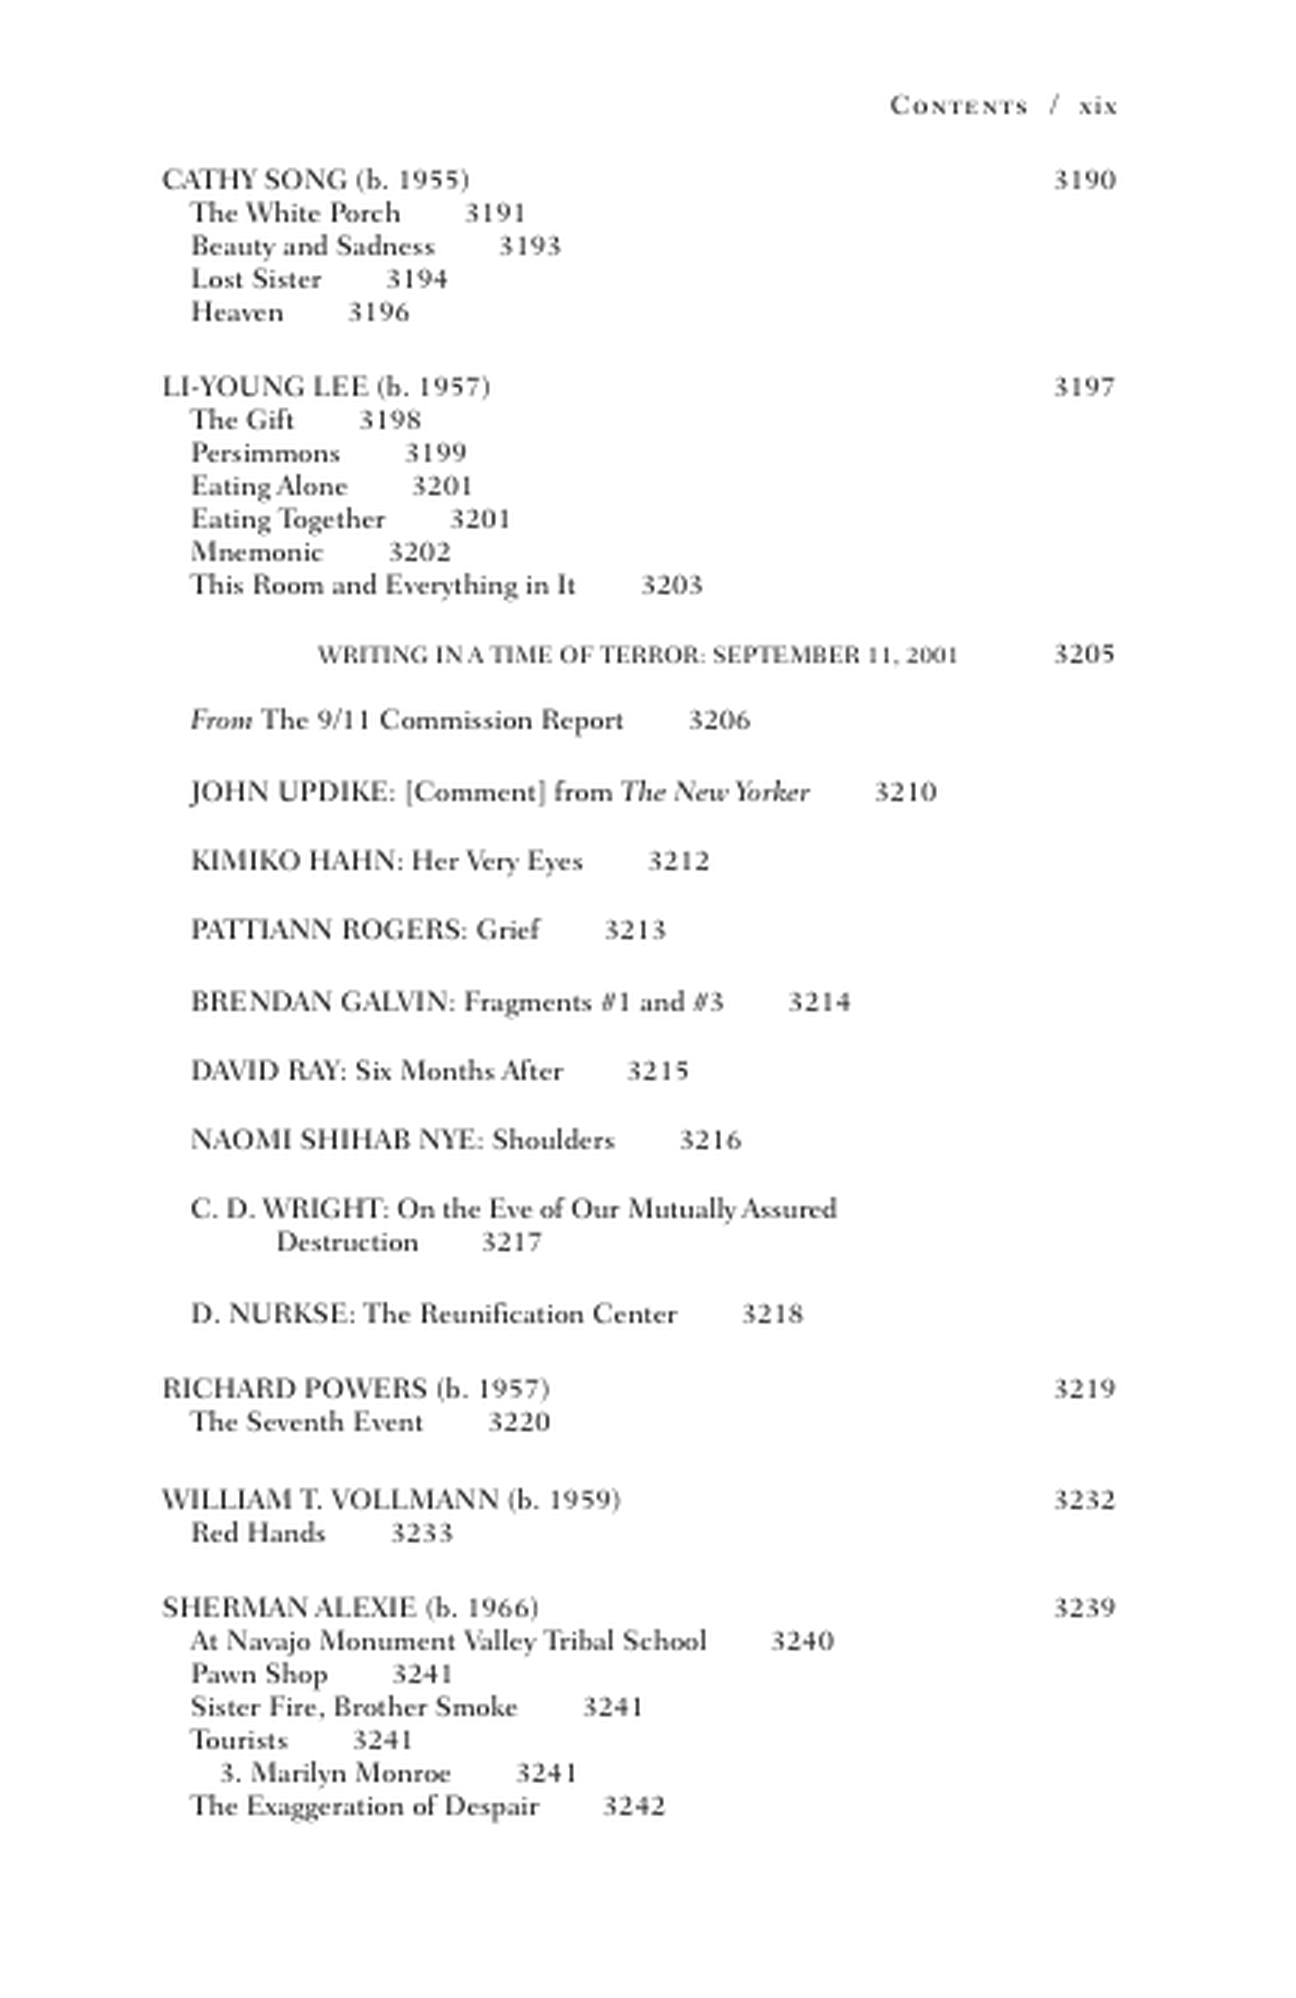 CONTENTS / xix
CATHY SONG (b. 1955) 3190
The White Porch 3191
Beauty and Sadness 3193
Lost Sister 3194
Heaven 3196
LI-YOUNG LEE (b. 1957) 3197
The Gift 3198
Persimmons 3199
Eating Alone 3201
Eating Together 3201
Mnemonic 3202
This Room and Everything in It 3203
WRITING IN A TIME OF TERROR: SEPTEMBER 11, 2001 3205
From The 9/11 Commission Report 3206
JOHN UPDIKE: [Comment] from The New Yorker 3210
KIMIKO HAHN: Her Very Eyes 3212
PATTIANN ROGERS: Grief 3213
BRENDAN GALVIN: Fragments #1 and #3 3214
DAVID RAY: Six Months After 3215
NAOMI SHIHAB NYE: Shoulders 3216
C. D. WRIGHT: On the Eve of Our Mutually Assured
Destruction 3217
D. NURKSE: The Reunification Center 3218
RICHARD POWERS (b. 1957) 3219
The Seventh Event 3220
WILLIAM T. VOLLMANN (b. 1959) 3232
Red Hands 3233
SHERMAN ALEXIE (b. 1966) 3239
At Navajo Monument Valley Tribal School 3240
Pawn Shop 3241
Sister Fire, Brother Smoke 3241
Tourists 3241
3. Marilyn Monroe 3241
The Exaggeration of Despair 3242